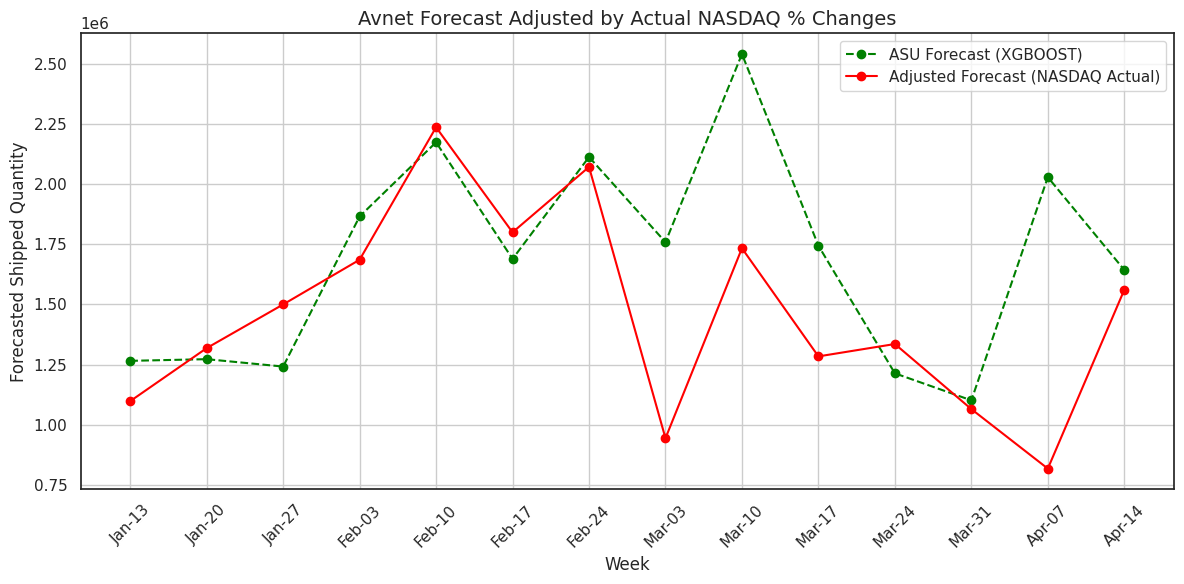 Avnet Forecast Adjusted by Actual NASDAQ % Changes
1e6
ASU Forecast (XGBOOST)
Adjusted Forecast (NASDAQ Actual)
Forecasted Shipped Quantity
2.50
2.25
2.00
1.75
1.50
1.25
1.00
0.75
Jan-13
Jan-20
Jan-27
Feb-03
Feb-10
Feb-17
Feb-24
Mar-03
Mar-10
Mar-17
Mar-24
Mar-31
Apr-07
Apr-14
Week